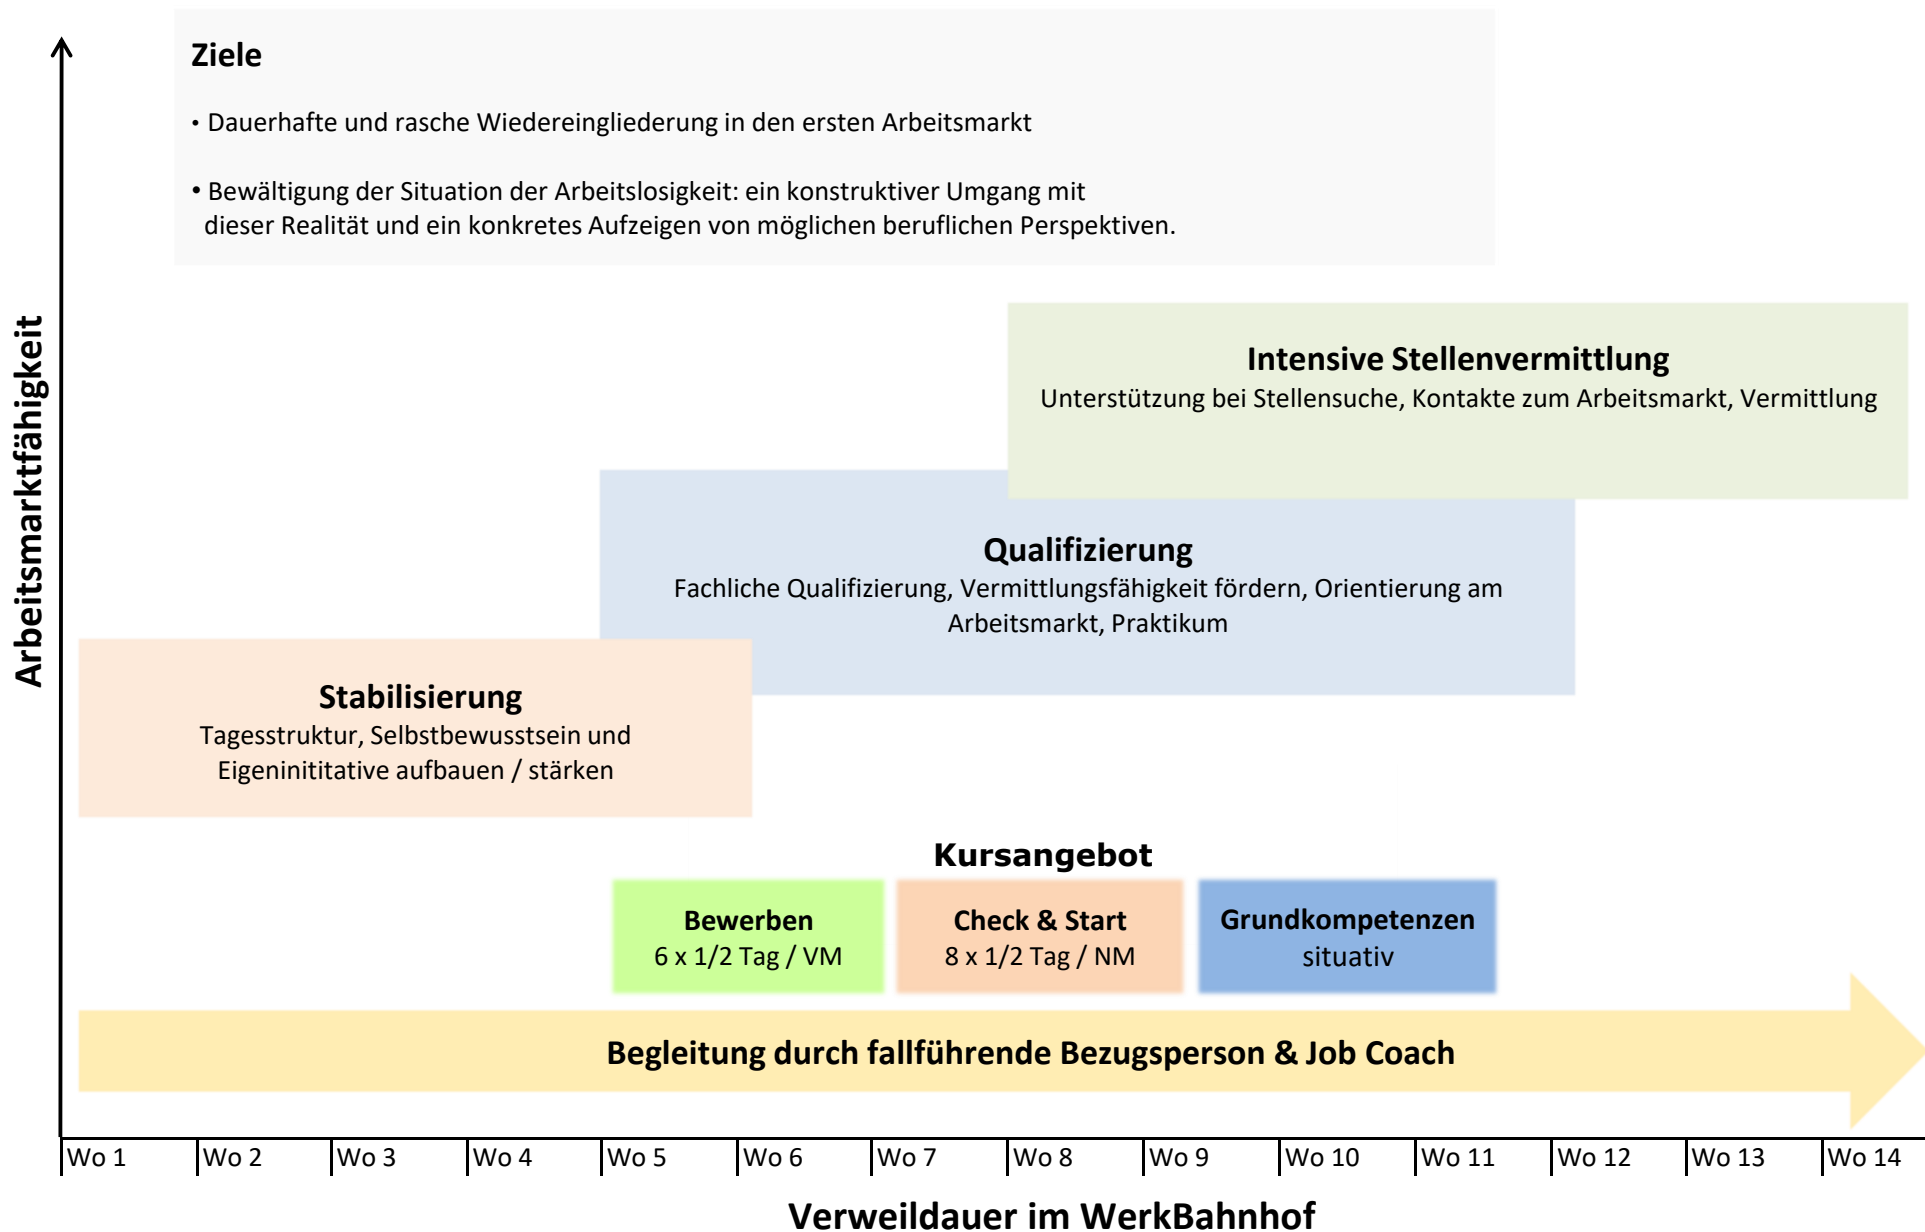 Ziele
• Dauerhafte und rasche Wiedereingliederung in den ersten Arbeitsmarkt
• Bewältigung der Situation der Arbeitslosigkeit: ein konstruktiver Umgang mit
dieser Realität und ein konkretes Aufzeigen von möglichen beruflichen Perspektiven.
Arbeitsmarktfähigkeit
Intensive Stellenvermittlung
Unterstützung bei Stellensuche, Kontakte zum Arbeitsmarkt, Vermittlung
Qualifizierung
Fachliche Qualifizierung, Vermittlungsfähigkeit fördern, Orientierung am
Arbeitsmarkt, Praktikum
Stabilisierung
Tagesstruktur, Selbstbewusstsein und
Eigeninititative aufbauen / stärken
Kursangebot
Bewerben
6 x 1/2 Tag / VM
Check & Start
8 x 1/2 Tag / NM
Grundkompetenzen
situativ
Begleitung durch fallführende Bezugsperson & Job Coach
Wo 1 Wo 2 Wo 3 Wo 4 Wo 5 Wo 6 Wo 7 Wo 8 Wo 9 Wo 10 Wo 11 Wo 12 Wo 13 Wo 14
Verweildauer im WerkBahnhof